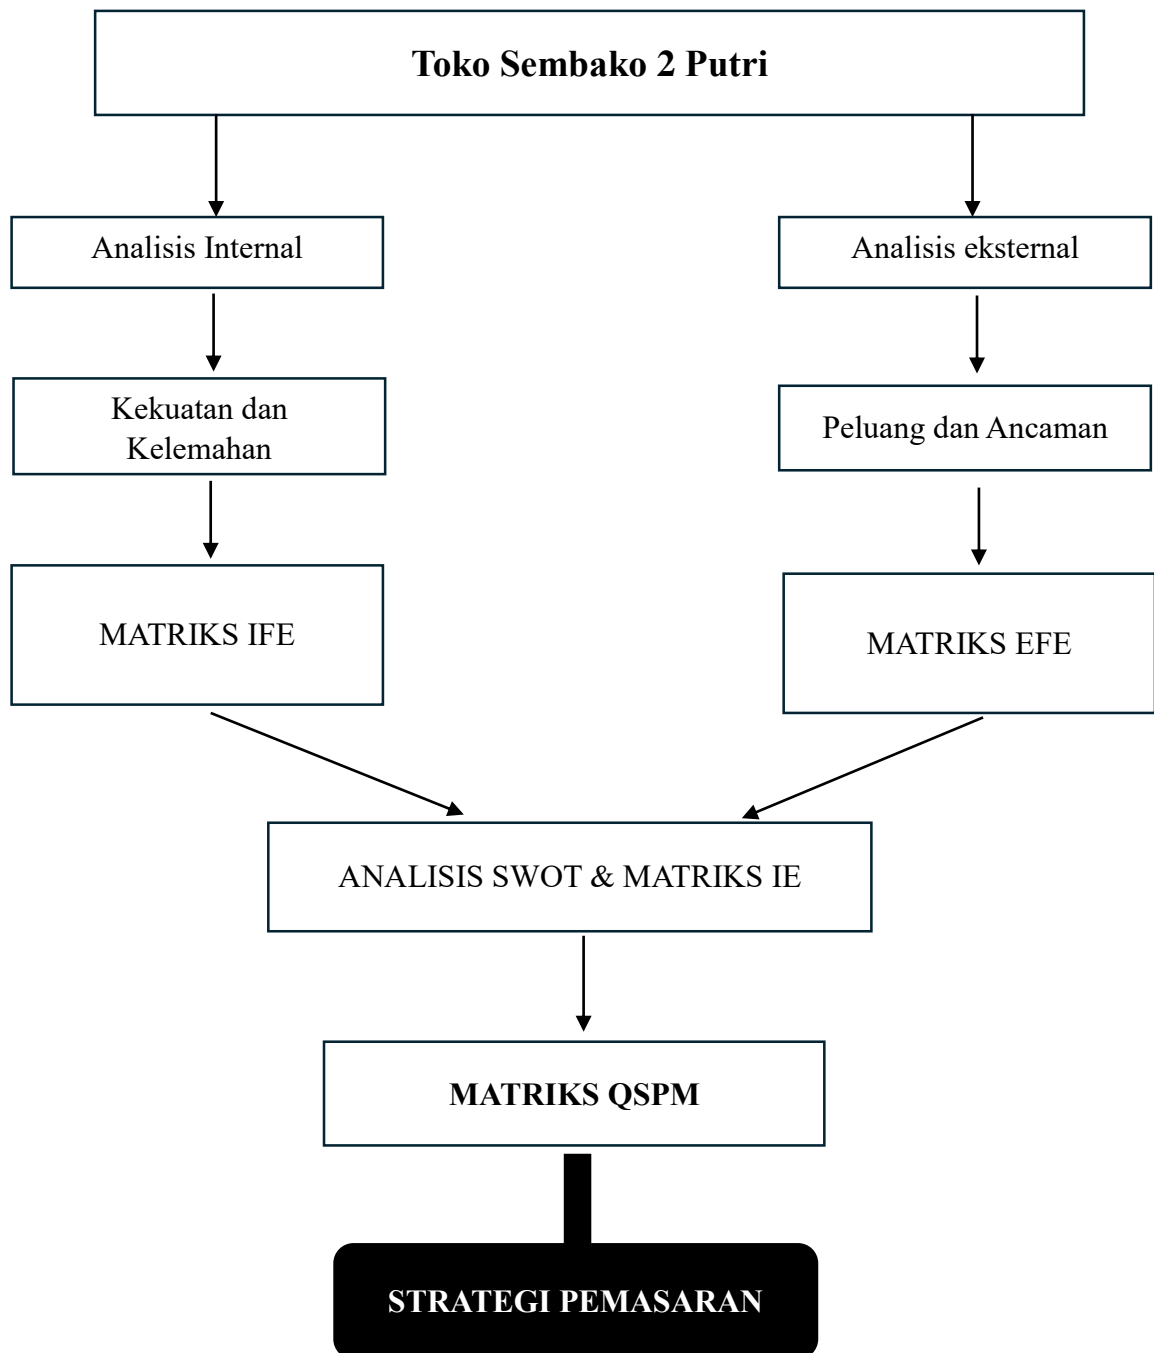 Toko Sembako 2 Putri
Analisis Internal
Analisis eksternal
Kekuatan dan
Kelemahan
Peluang dan Ancaman
MATRIKS IFE
MATRIKS EFE
ANALISIS SWOT & MATRIKS IE
MATRIKS QSPM
STRATEGI PEMASARAN